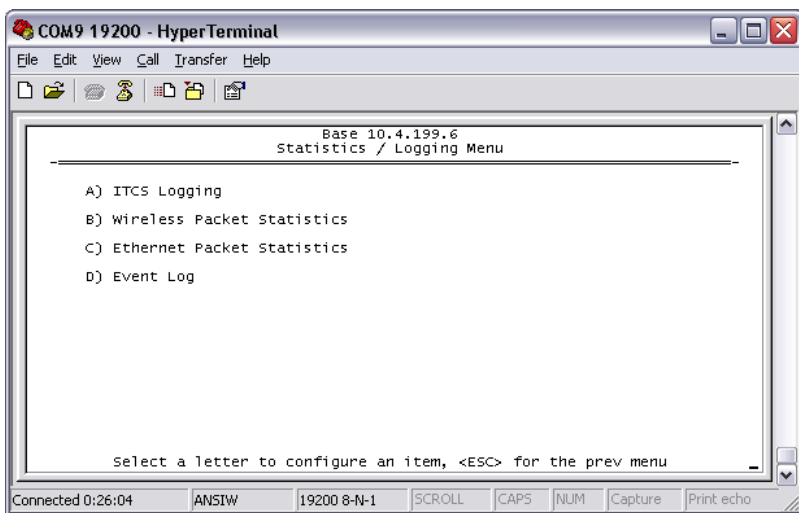 COM9 19200 - HyperTerminal
File Edit View Call Transfer Help
Base 10.4.199.6
Statistics / Logging Menu
A) ITCS Logging
B) Wireless Packet Statistics
C) Ethernet Packet Statistics
D) Event Log
Select a letter to configure an item, <ESC> for the prev menu
Connected 0:26:04 ANSIW 19200 8-N-1 SCROLL CAPS NUM Capture Print echo